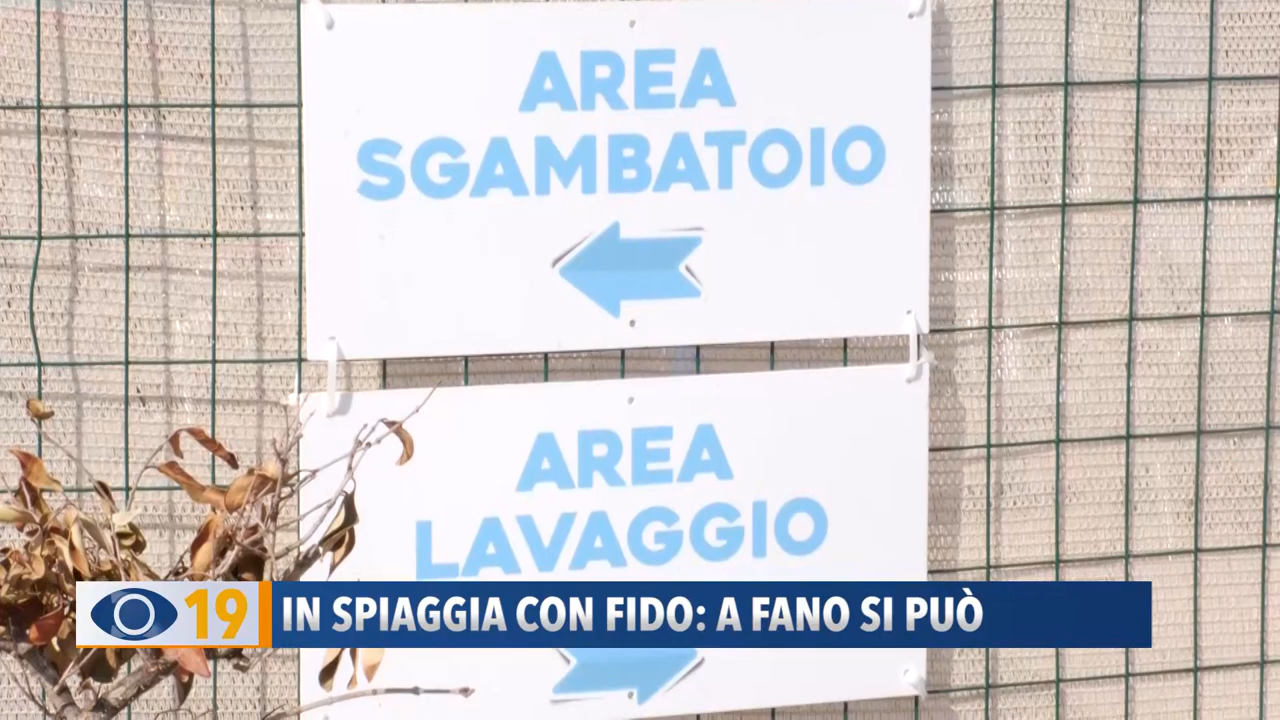 AREA
SGAMBATOIO
AREA
LAVAGGIO
19 IN SPIAGGIA CON FIDO: A FANO SI PUÒ